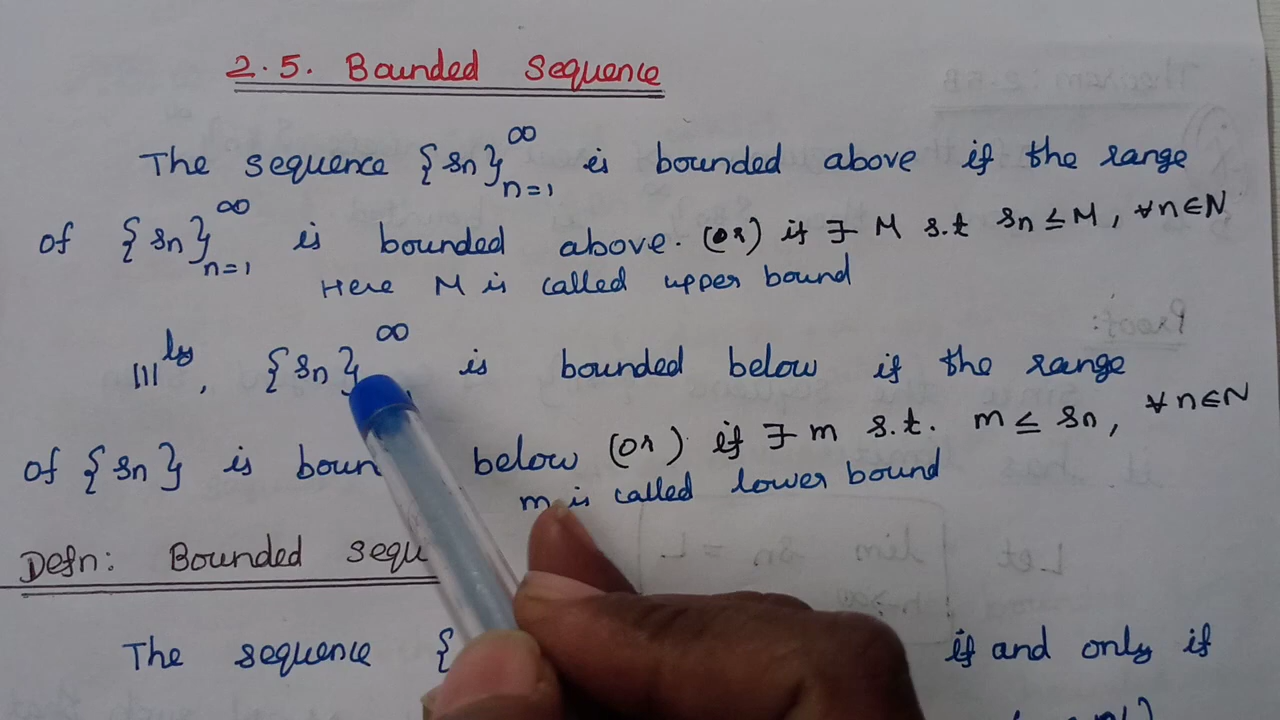 2.5. Bounded Sequence
The sequence {sn}∞n=1 is bounded above if the range
of {sn}∞n=1 is bounded above. (or) if ∃ M s.t sn ≤ M, ∀n∈N
Here M is called upper bound
IIIly, {sn}∞ is bounded below if the range
of {sn} is boun below (or) if ∃ m s.t. m ≤ sn, ∀n∈N
m is called lower bound
Defn: Bounded sequ
The sequence { if and only if